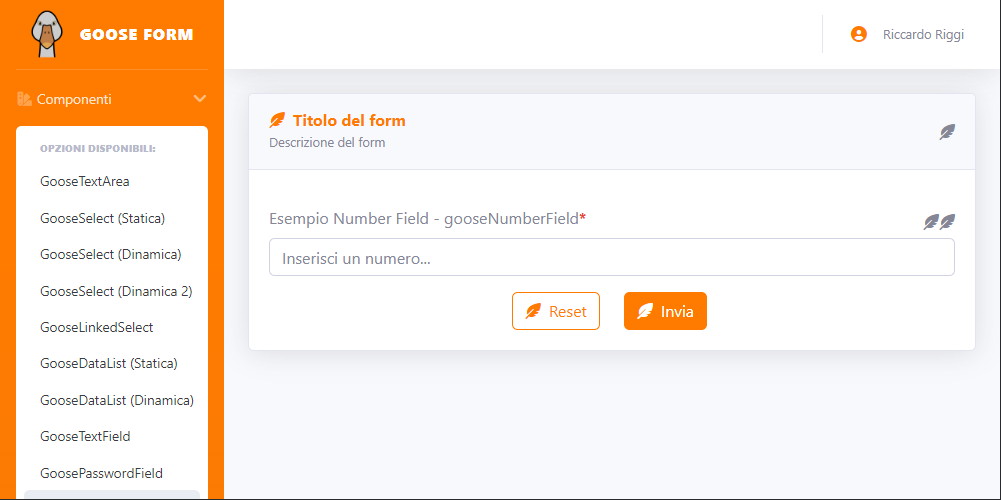 GOOSE FORM
Riccardo Riggi
Componenti
OPZIONI DISPONIBILI:
GooseTextArea
GooseSelect (Statica)
GooseSelect (Dinamica)
GooseSelect (Dinamica 2)
GooseLinkedSelect
GooseDataList (Statica)
GooseDataList (Dinamica)
GooseTextField
GoosePasswordField
Titolo del form
Descrizione del form
Esempio Number Field - gooseNumberField*
Inserisci un numero...
Reset
Invia